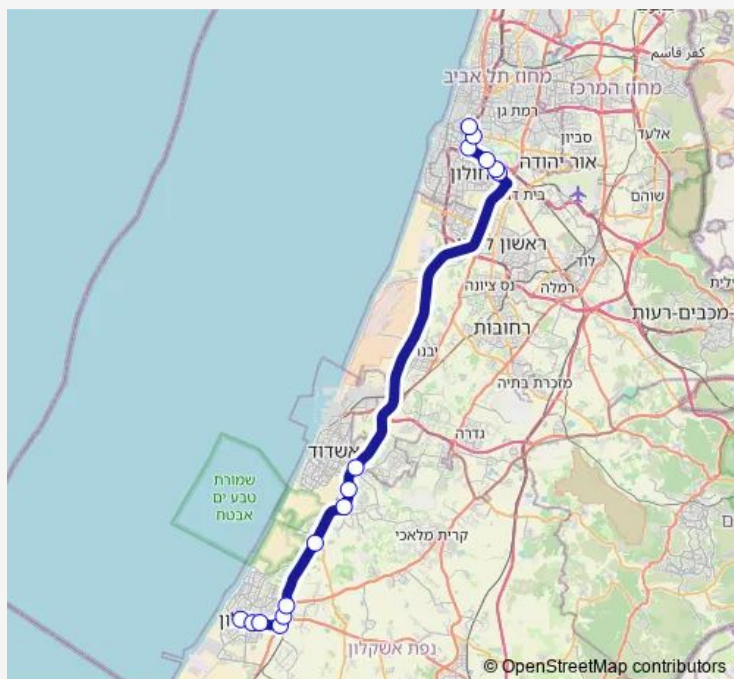 כפר קאסם
מחוז תל אביב
מחוז המרכז
רמת גן
אלעד
סביון
אור יהודה
חולון
בית ד
שוהם
ראשון ל
לוד
נס ציונה
רמלה
מכבים-רעות
רחובות
יבנה
מזכרת בתיה
אשדוד
גדרה
שמורת
טבע ים
אבטח
קרית מלאכי
לון
נפת אשקלון
© OpenStreetMap contributors